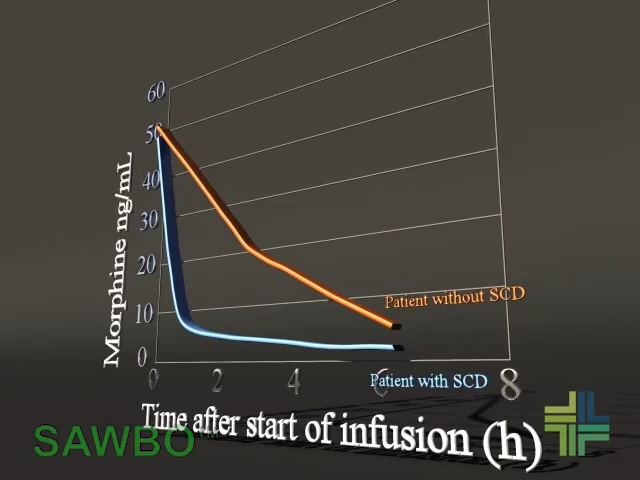 60
50
40
30
20
10
0
Morphine ng/mL
Patient without SCD
0 2 4 6 8
Patient with SCD
Time after start of infusion (h)
SAWBO™